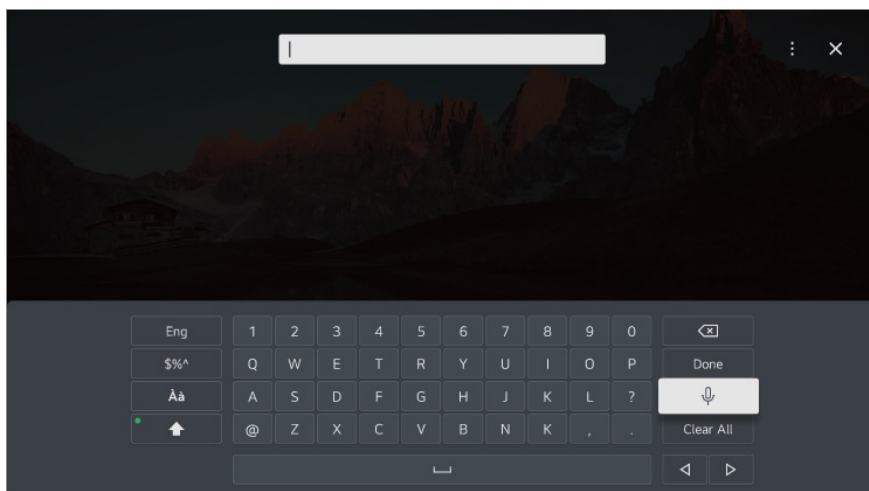 Eng 1 2 3 4 5 6 7 8 9 0
$%^ Q W E T R Y U I O P Done
Àà A S D F G H J K L ?
@ Z X C V B N K , . Clear All